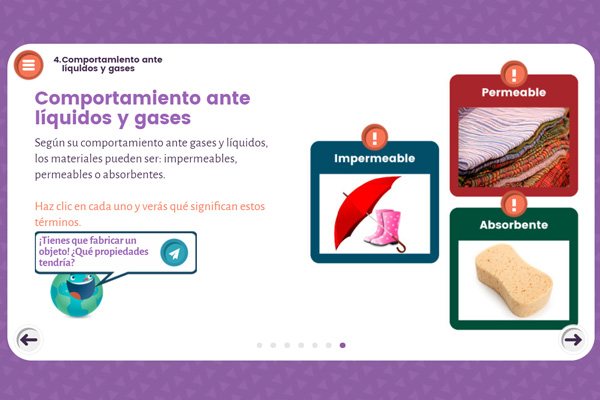 4.Comportamiento ante
líquidos y gases
Comportamiento ante
líquidos y gases
Según su comportamiento ante gases y líquidos,
los materiales pueden ser: impermeables,
permeables o absorbentes.
Haz clic en cada uno y verás qué significan estos
términos.
¡Tienes que fabricar un
objeto! ¿Qué propiedades
tendría?
Impermeable
Permeable
Absorbente